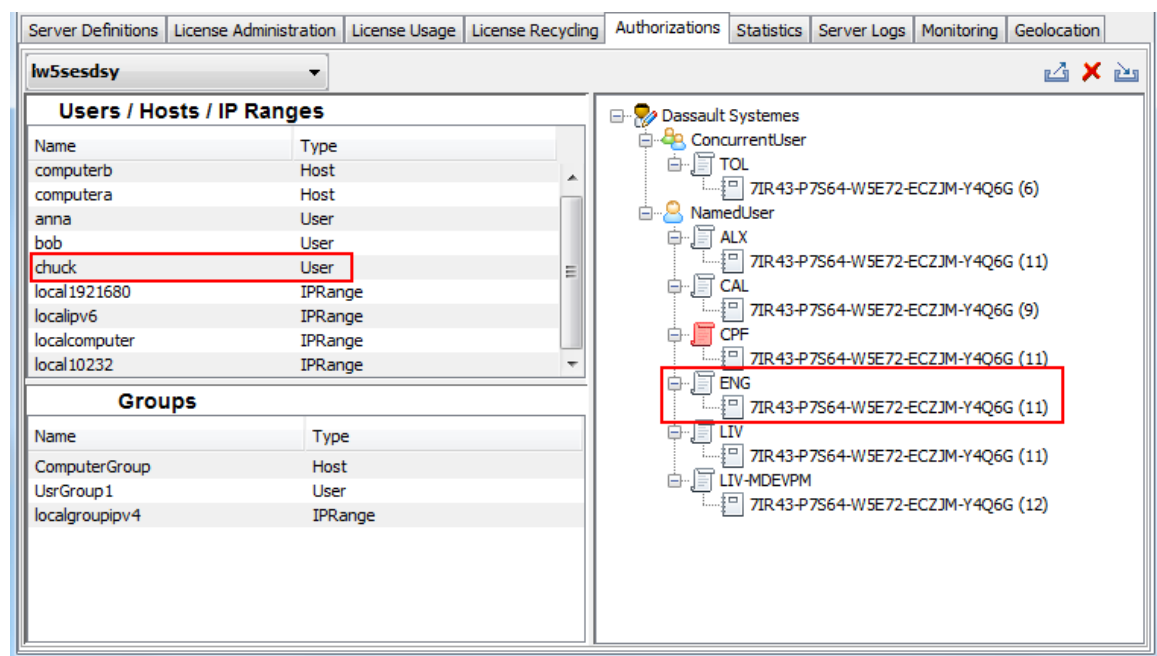 Server Definitions License Administration License Usage License Recycling Authorizations Statistics Server Logs Monitoring Geolocation
lw5sesdsy
Users / Hosts / IP Ranges
Name Type
computerb Host
computera Host
anna User
bob User
chuck User
local1921680 IPRange
localipv6 IPRange
localcomputer IPRange
local10232 IPRange
Groups
Name Type
ComputerGroup Host
UsrGroup1 User
localgroupipv4 IPRange
Dassault Systemes
ConcurrentUser
TOL
7IR43-P7S64-W5E72-ECZJM-Y4Q6G (6)
NamedUser
ALX
7IR43-P7S64-W5E72-ECZJM-Y4Q6G (11)
CAL
7IR43-P7S64-W5E72-ECZJM-Y4Q6G (9)
CPF
7IR43-P7S64-W5E72-ECZJM-Y4Q6G (11)
ENG
7IR43-P7S64-W5E72-ECZJM-Y4Q6G (11)
LIV
7IR43-P7S64-W5E72-ECZJM-Y4Q6G (11)
LIV-MDEVPM
7IR43-P7S64-W5E72-ECZJM-Y4Q6G (12)